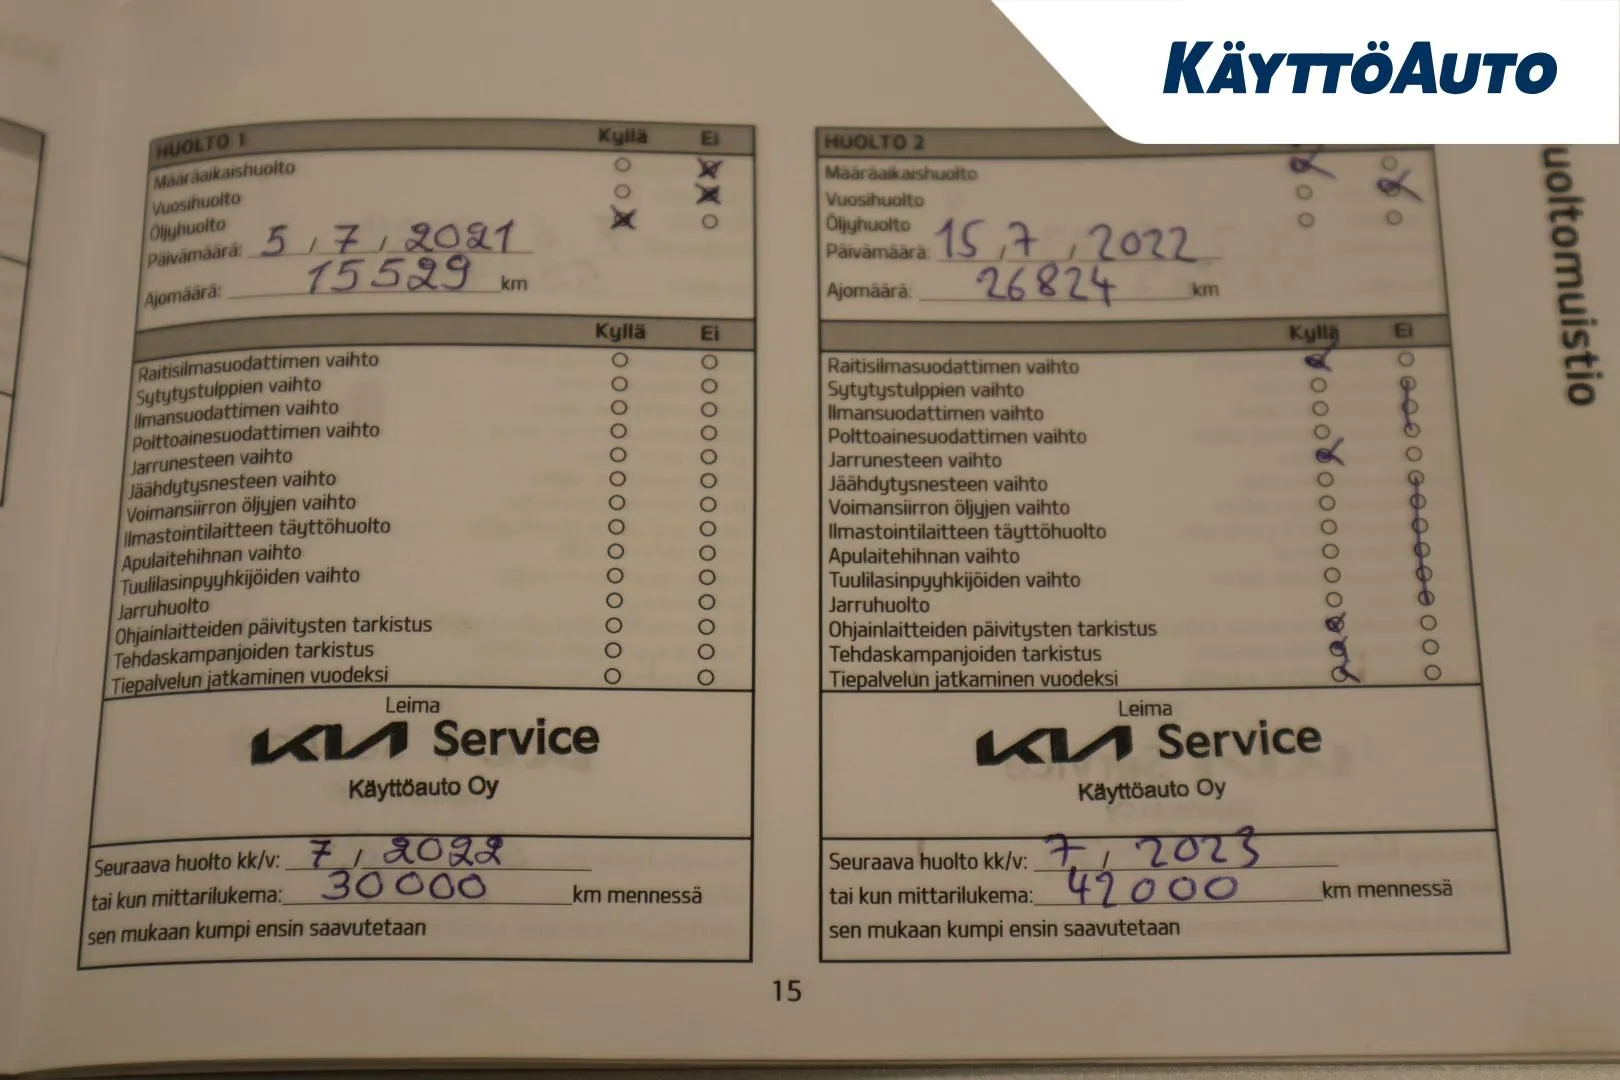 KÄYTTÖAUTO
HUOLTO 1 Kyllä Ei
Määräaikaishuolto
Vuosihuolto
Öljyhuolto
Päivämäärä: 5 / 7 / 2021
Ajomäärä: 15529 km
Kyllä Ei
Raitisilmasuodattimen vaihto
Sytytystulppien vaihto
Ilmansuodattimen vaihto
Polttoainesuodattimen vaihto
Jarrunesteen vaihto
Jäähdytysnesteen vaihto
Voimansiirron öljyjen vaihto
Ilmastointilaitteen täyttöhuolto
Apulaitehihnan vaihto
Tuulilasinpyyhkijöiden vaihto
Jarruhuolto
Ohjainlaitteiden päivitysten tarkistus
Tehdaskampanjoiden tarkistus
Tiepalvelun jatkaminen vuodeksi
Leima
KIA Service
Käyttöauto Oy
Seuraava huolto kk/v: 7 / 2022
tai kun mittarilukema: 30000 km mennessä
sen mukaan kumpi ensin saavutetaan
HUOLTO 2
Määräaikaishuolto
Vuosihuolto
Öljyhuolto
Päivämäärä: 15 / 7 / 2022
Ajomäärä: 26824 km
Kyllä Ei
Raitisilmasuodattimen vaihto
Sytytystulppien vaihto
Ilmansuodattimen vaihto
Polttoainesuodattimen vaihto
Jarrunesteen vaihto
Jäähdytysnesteen vaihto
Voimansiirron öljyjen vaihto
Ilmastointilaitteen täyttöhuolto
Apulaitehihnan vaihto
Tuulilasinpyyhkijöiden vaihto
Jarruhuolto
Ohjainlaitteiden päivitysten tarkistus
Tehdaskampanjoiden tarkistus
Tiepalvelun jatkaminen vuodeksi
Leima
KIA Service
Käyttöauto Oy
Seuraava huolto kk/v: 7 / 2023
tai kun mittarilukema: 42000 km mennessä
sen mukaan kumpi ensin saavutetaan
uoltomuistio
15